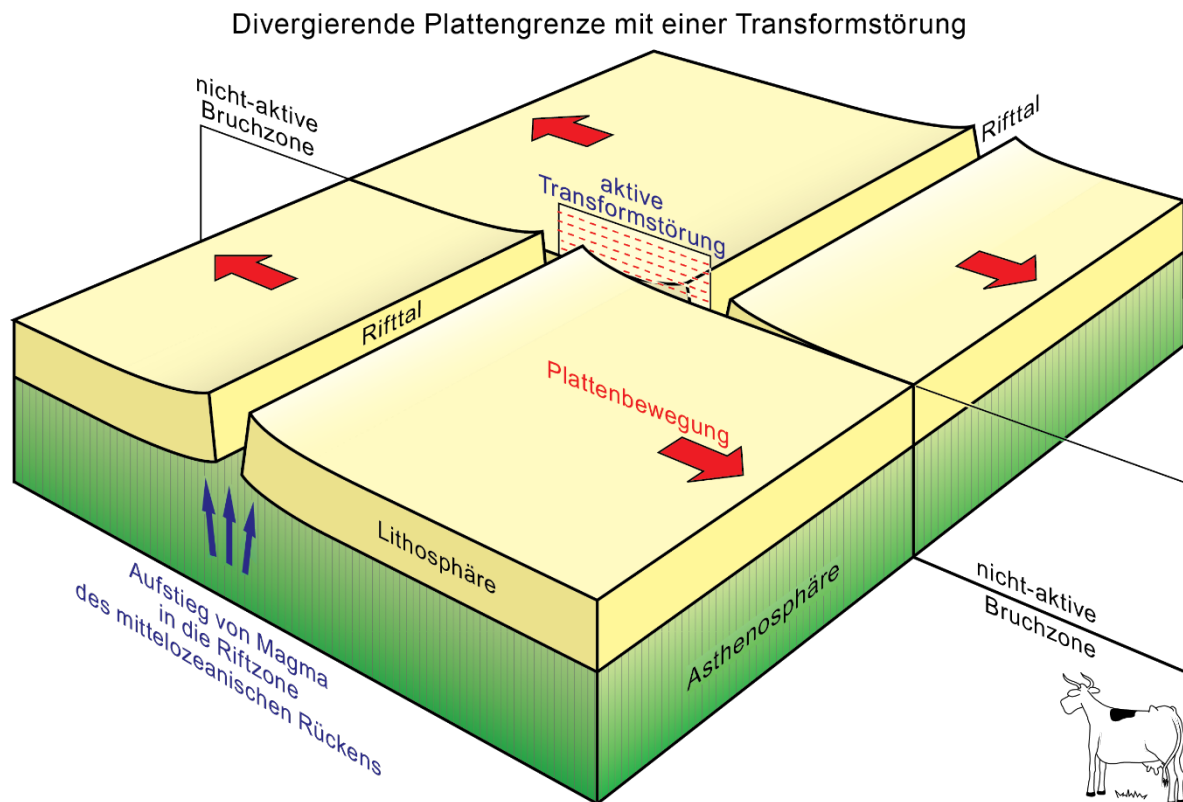 Divergierende Plattengrenze mit einer Transformstörung
nicht-aktive
Bruchzone
Rifttal
aktive
Transformstörung
Rifttal
Plattenbewegung
Lithosphäre
Asthenosphäre
nicht-aktive
Bruchzone
Aufstieg von Magma
in die Riftzone
des mittelozeanischen Rückens